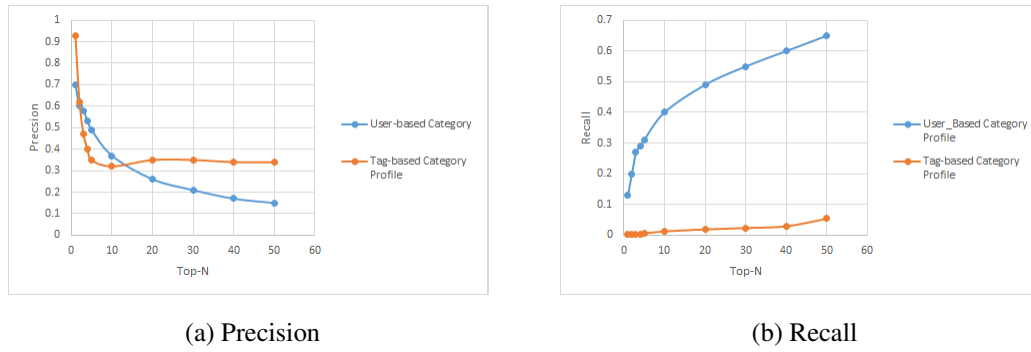 1
0.9
0.8
0.7
0.6
0.5
0.4
0.3
0.2
0.1
0
Precsion
0 10 20 30 40 50 60
Top-N
User-based Category
Profile
Tag-based Category
Profile
(a) Precision
0.7
0.6
0.5
0.4
0.3
0.2
0.1
0
Recall
0 10 20 30 40 50 60
Top-N
User_Based Category
Profile
Tag-based Category
Profile
(b) Recall